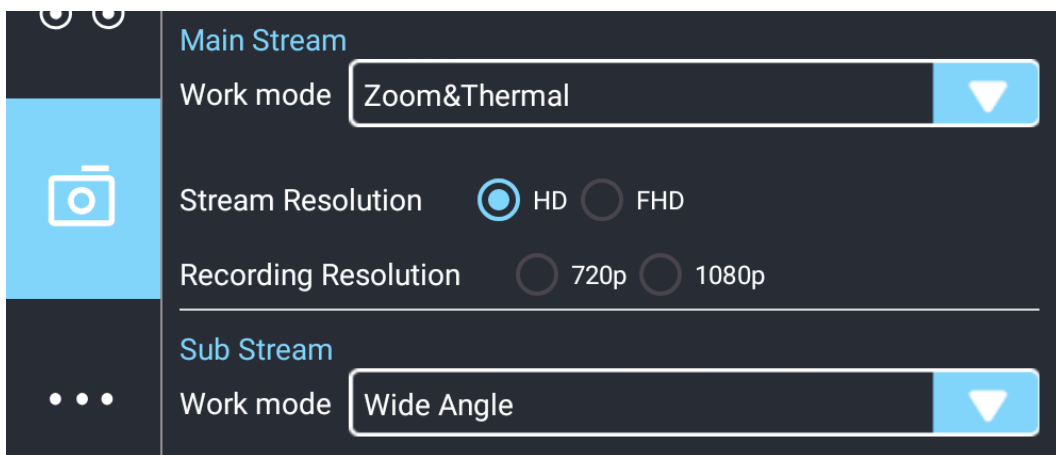 Main Stream
Work mode Zoom&Thermal
Stream Resolution HD FHD
Recording Resolution 720p 1080p
Sub Stream
Work mode Wide Angle